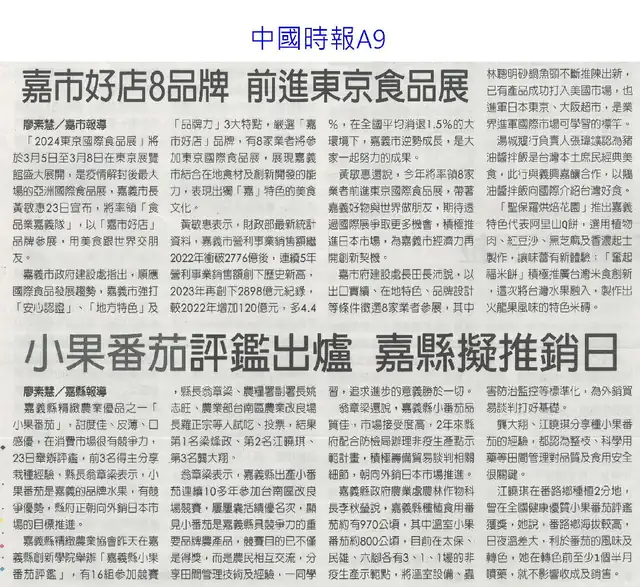 中國時報A9
嘉市好店8品牌 前進東京食品展
廖素慧／嘉市報導
「2024東京國際食品展」將
於3月5日至3月8日在東京展覽
館盛大展開，是疫情解封後最大
場的亞洲國際食品展，嘉義市長
黃敏惠23日宣布，將率領「食
品業嘉義隊」，以「嘉市好店」
品牌參展，用美食跟世界交朋
友。
嘉義市政府建設處指出，順應
國際食品發展趨勢，嘉義市強打
「安心認證」、「地方特色」及
「品牌力」3大特點，嚴選「嘉
市好店」品牌，有8家業者將參
加東京國際食品展，展現嘉義
市結合在地食材及創新開發的能
力，表現出獨「嘉」特色的美食
文化。
黃敏惠表示，財政部最新統計
資料，嘉義市營利事業銷售額繼
2022年衝破2776億後，連續5年
營利事業銷售額創下歷史新高，
2023年再創下2898億元紀錄，
較2022年增加120億元，多4.4
%，在全國平均消退1.5%的大
環境下，嘉義市逆勢成長，是大
家一起努力的成果。
黃敏惠還說，今年將率領8家
業者前進東京國際食品展，帶著
嘉義好物與世界做朋友，期待透
過國際展爭取更多機會，積極推
進日本市場，為嘉義市經濟力再
開創新契機。
嘉市府建設處長田長沛說，以
出口實績、在地特色、品牌設計
等條件徵選8家業者參展，其中
林聰明砂鍋魚頭不斷推陳出新，
已有產品成功打入美國市場，也
進軍日本東京、大阪超市，是業
界進軍國際市場可學習的標竿。
湯城雞行負責人張瑋讌認為豬
油醬拌飯是台灣本土庶民經典美
食，此行與義興嘉釀合作，以豬
油醬拌飯向國際介紹台灣好食。
「聖保羅烘焙花園」推出嘉義
特色代表阿里山Q餅，選用植物
肉、紅豆沙、黑芝麻及香濃起士
製作，讓味蕾有新體驗；「富起
福米餅」積極推廣台灣米食創新
，這次將台灣水果融入，製作出
火龍果風味的特色米磚。
小果番茄評鑑出爐 嘉縣擬推銷日
廖素慧／嘉縣報導
嘉義縣精緻農業優品之一「
小果番茄」，甜度佳、皮薄、口
感優，在消費市場很有競爭力，
23日舉辦評鑑，前3名得主分享
栽種經驗，縣長翁章梁表示，小
果番茄是嘉義的品牌水果，有競
爭優勢，縣府正朝向外銷日本市
場的目標推進。
嘉義縣精緻農業協會昨天在嘉
義縣創新學院舉辦「嘉義縣小果
番茄評鑑」，有16組參加競賽
，縣長翁章梁、農糧署副署長姚
志旺、農業部台南區農業改良場
長羅正宗等人試吃、投票，結果
第1名梁烽政、第2名江曉琪、
第3名龔大翔。
翁章梁表示，嘉義縣出產小番
茄連續10多年參加台南區改良
場競賽，屢屢囊括績優名次，顯
見小番茄是嘉義縣具競爭力的重
要品牌農產品，競賽目的已不僅
是得獎，而是農民相互交流，分
享田間管理技術及經驗，一同學
習，追求進步的意義勝於一切。
翁章梁還說，嘉義縣小番茄品
質佳，市場接受度高，2年來縣
府配合防檢局辦理非疫生產點示
範計畫，積極籌備貿易談判相關
細節，朝向外銷日本市場推進。
嘉義縣政府農業處農林作物科
長李秋瑩說，嘉義縣種植食用番
茄約有970公頃，其中溫室小果
番茄約800公頃，目前在太保、
民雄、六腳各有3、1、1場的非
疫生產示範點，將溫室設備、蟲
害防治監控等標準化，為外銷貿
易談判打好基礎。
龔大翔、江曉琪分享種小果番
茄的經驗，都認為整枝、科學用
藥等田間管理對品質及食用安全
很關鍵。
江曉琪在番路鄉種植2分地，
曾在全國健康優質小果番茄評鑑
獲獎，她說，番路鄉海拔較高，
日夜溫差大，利於番茄的風味及
轉色，她在轉色前至少1個半月
噴藥，就不影響收成及銷售。